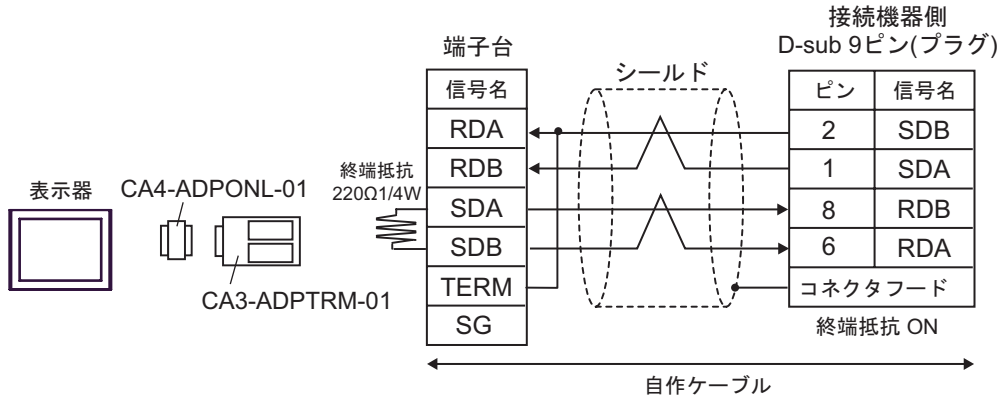 接続機器側
端子台
D-sub 9ピン(プラグ)
シールド
信号名
ピン 信号名
RDA
2 SDB
RDB
1 SDA
終端抵抗
220Ω1/4W
表示器
CA4-ADPONL-01
SDA
8 RDB
SDB
6 RDA
CA3-ADPTRM-01
TERM
コネクタフード
SG
終端抵抗 ON
自作ケーブル